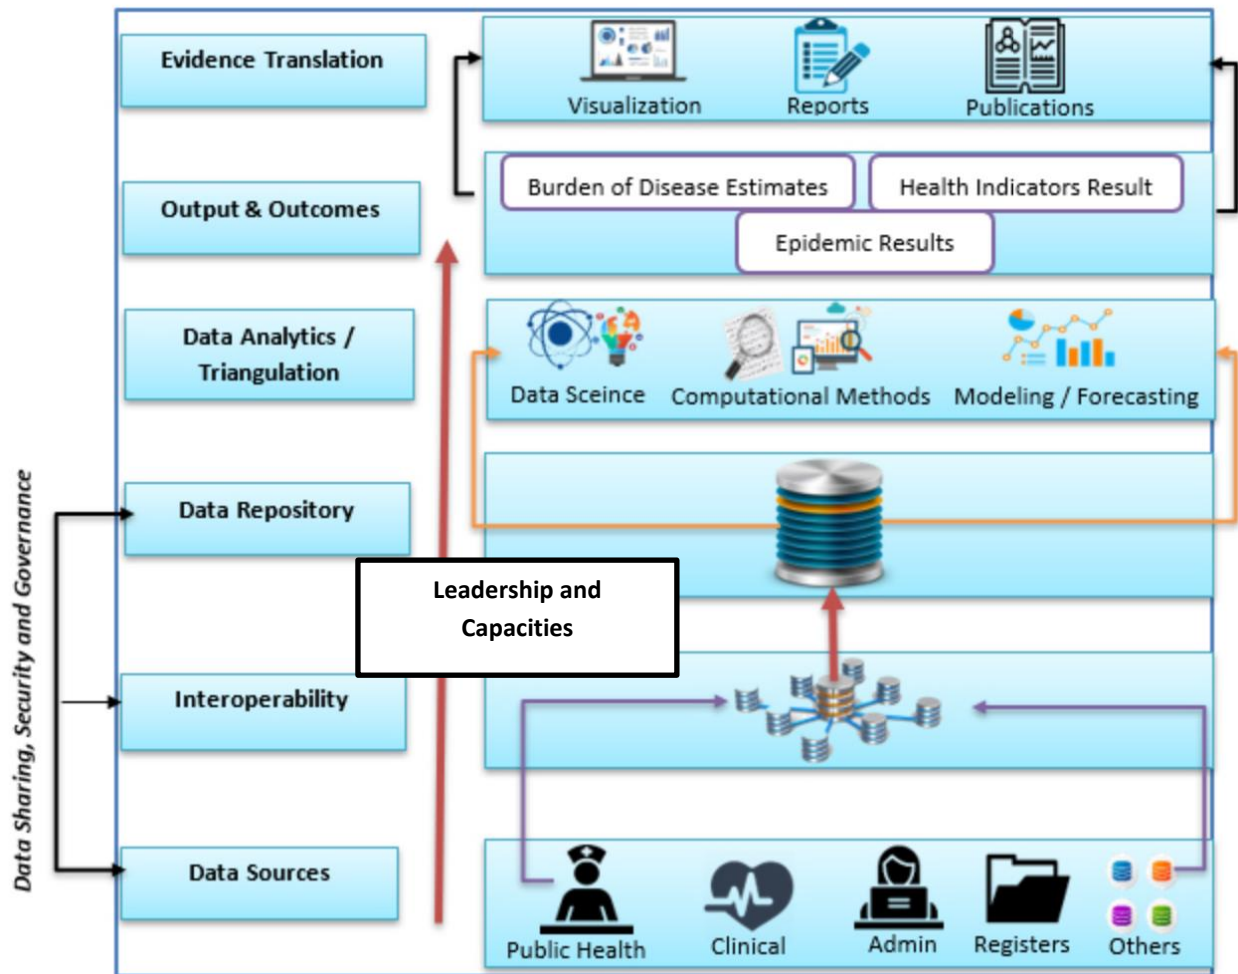 Evidence Translation
Visualization
Reports
Publications
Output & Outcomes
Burden of Disease Estimates
Health Indicators Result
Epidemic Results
Data Analytics /
Triangulation
Data Sceince
Computational Methods
Modeling / Forecasting
Data Repository
Leadership and
Capacities
Interoperability
Data Sources
Public Health
Clinical
Admin
Registers
Others
Data Sharing, Security and Governance